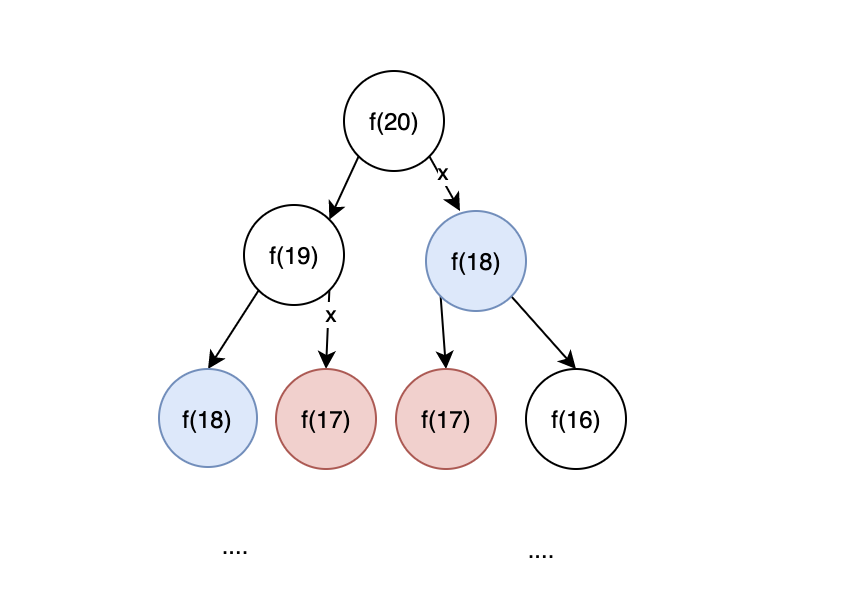 f(20)
x
f(19)
f(18)
x
f(18)
f(17)
f(17)
f(16)
....
....